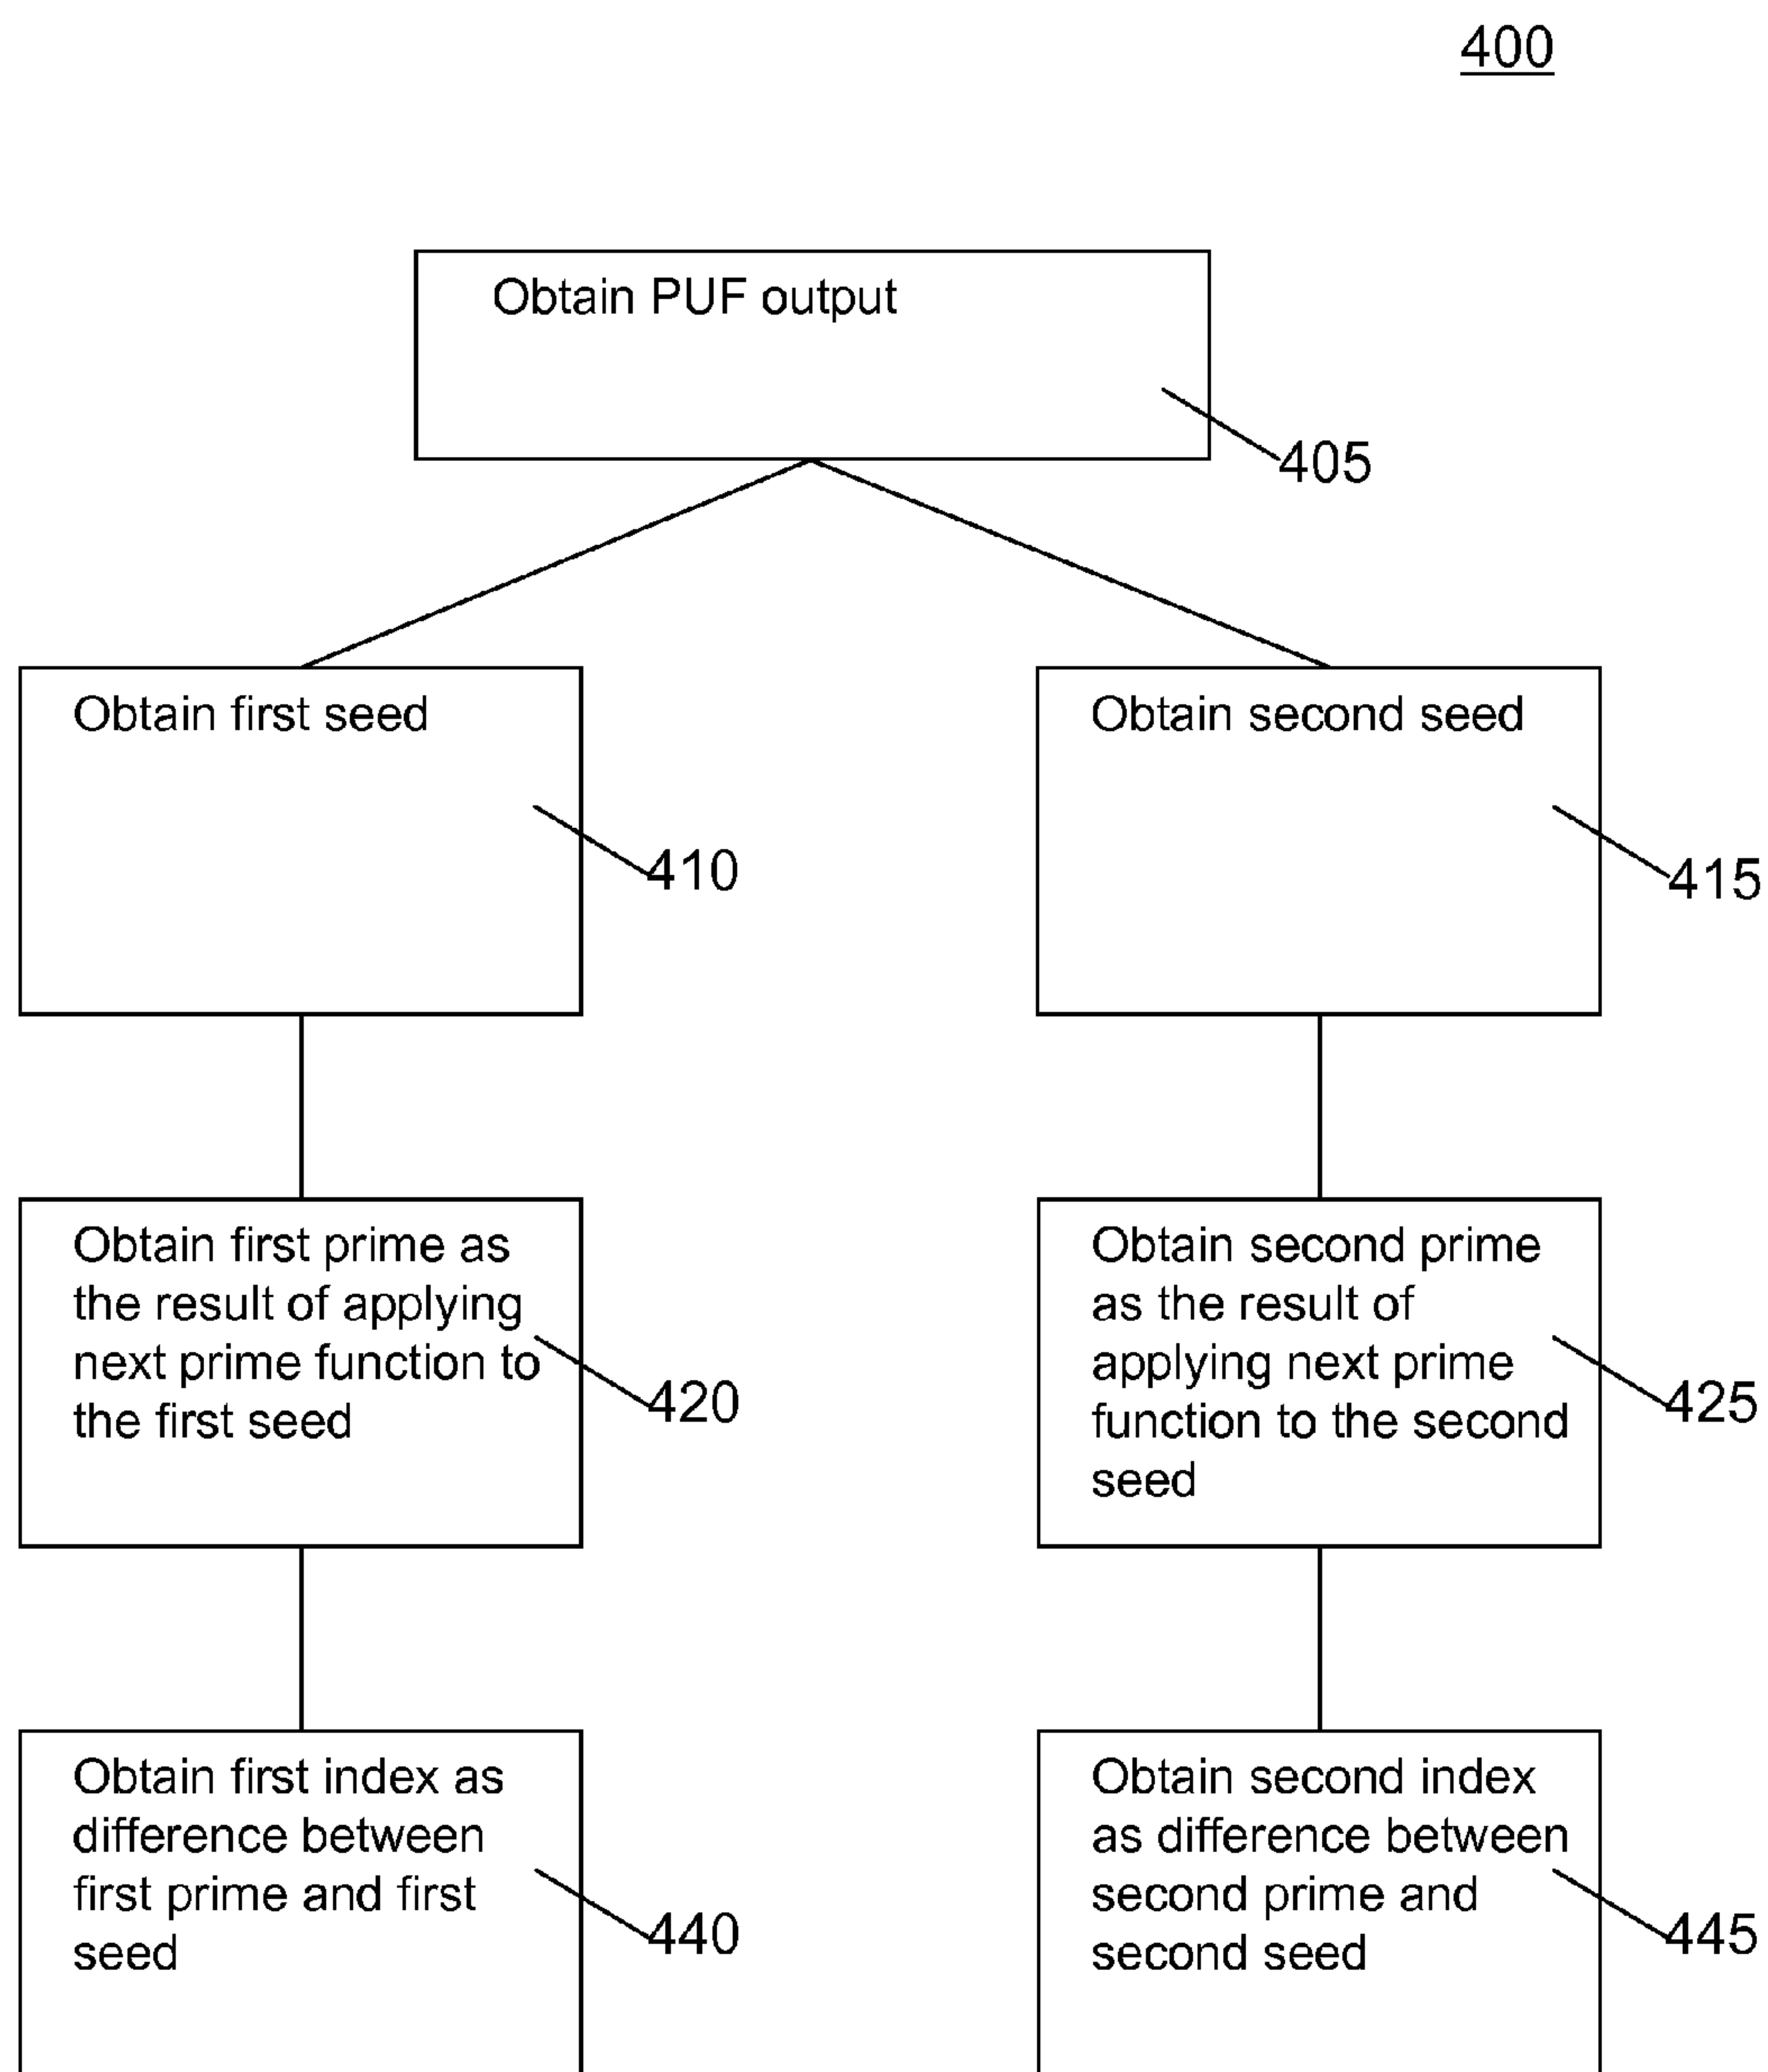 400
Obtain PUF output
405
Obtain first seed
410
Obtain second seed
415
Obtain first prime as
the result of applying
next prime function to
the first seed
420
Obtain second prime
as the result of
applying next prime
function to the second
seed
425
Obtain first index as
difference between
first prime and first
seed
440
Obtain second index
as difference between
second prime and
second seed
445